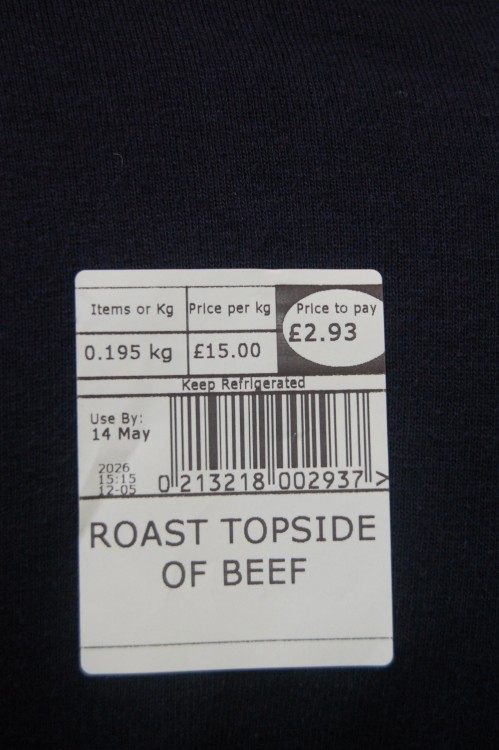 Items or Kg
Price per kg
Price to pay
0.195 kg
£15.00
£2.93
Keep Refrigerated
Use By:
14 May
2026
15:15
12-05
0 213218 002937 >
ROAST TOPSIDE
OF BEEF